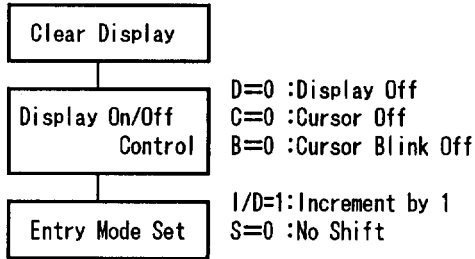 Clear Display
D=0 :Display Off
Display On/Off
C=0 :Cursor Off
Control
B=0 :Cursor Blink Off
I/D=1:Increment by 1
Entry Mode Set
S=0 :No Shift